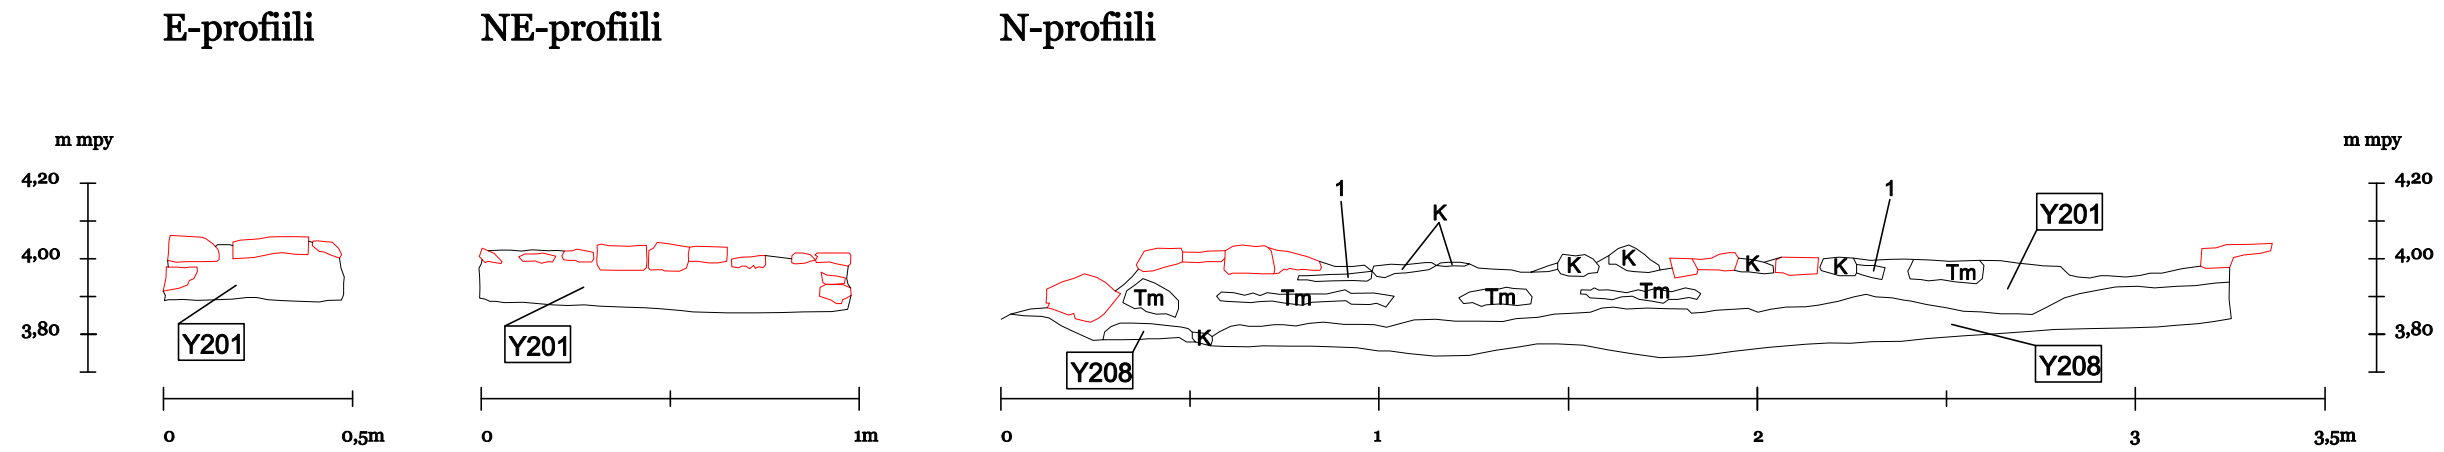 E-profiili NE-profiili N-profiili
m mpy m mpy
4,20 1 1 4,20
K Y201
K K K K
4,00 Tm 4,00
Tm Tm Tm Tm
3,80 Y201 Y201 K 3,80
Y208 Y208
0 0,5m 0 1m 0 1 2 3 3,5m